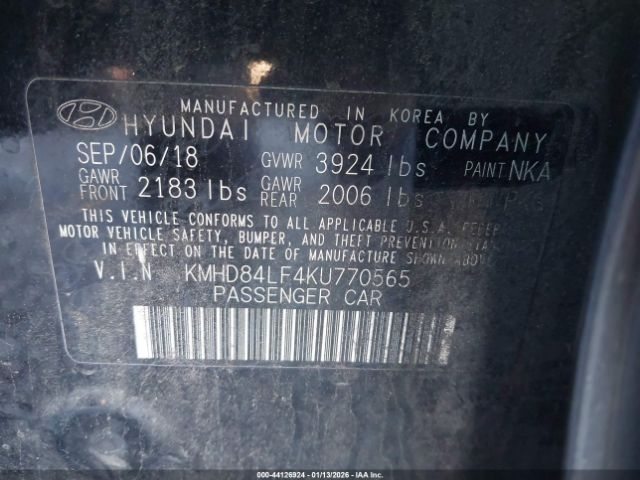 MANUFACTURED IN KOREA BY
HYUNDAI MOTOR COMPANY
SEP/06/18 GVWR 3924 lbs PAINT NKA
GAWR FRONT 2183 lbs GAWR REAR 2006 lbs
THIS VEHICLE CONFORMS TO ALL APPLICABLE U.S.A. FEDER
MOTOR VEHICLE SAFETY, BUMPER, AND THEFT PREVENTION STA
IN EFFECT ON THE DATE OF MANUFACTURE SHOWN ABOVE.
V.I.N KMHD84LF4KU770565
PASSENGER CAR
000-44126924 | 01/13/2026 | IAA Inc.